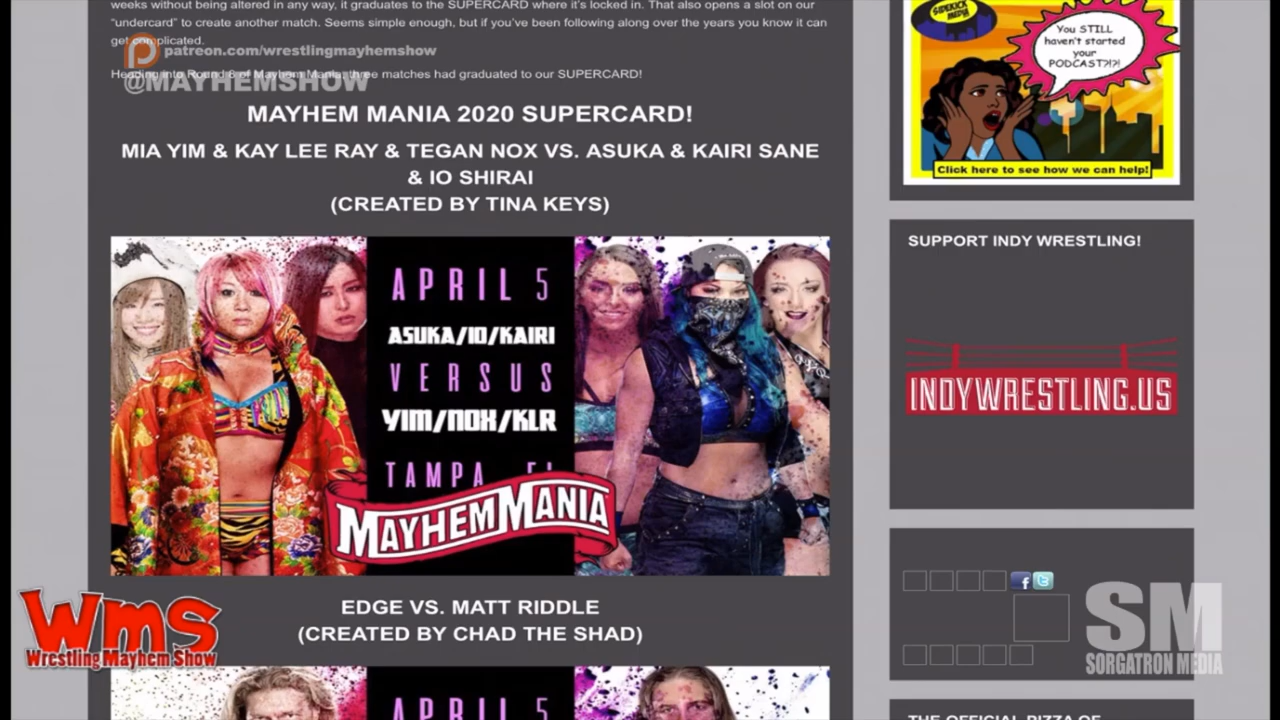 weeks without being altered in any way, it graduates to the SUPERCARD where it's locked in. That also opens a slot on our
"undercard" to create another match. Seems simple enough, but if you've been following along over the years you know it can
get complicated.
patreon.com/wrestlingmayhemshow
Heading into Round 6 of Mayhem Mania, three matches had graduated to our SUPERCARD!
@MAYHEMSHOW
MAYHEM MANIA 2020 SUPERCARD!
MIA YIM & KAY LEE RAY & TEGAN NOX VS. ASUKA & KAIRI SANE
& IO SHIRAI
(CREATED BY TINA KEYS)
APRIL 5
ASUKA/IO/KAIRI
VERSUS
YIM/NOX/KLR
TAMPA, FL
MAYHEMMANIA
EDGE VS. MATT RIDDLE
(CREATED BY CHAD THE SHAD)
APRIL 5
SIDEKICK
MEDIA
You STILL
haven't started
your
PODCAST?!?!
Click here to see how we can help!
SUPPORT INDY WRESTLING!
INDYWRESTLING.US
f
t
SM
SORGATRON MEDIA
THE OFFICIAL PIZZA OF
Wms
Wrestling Mayhem Show